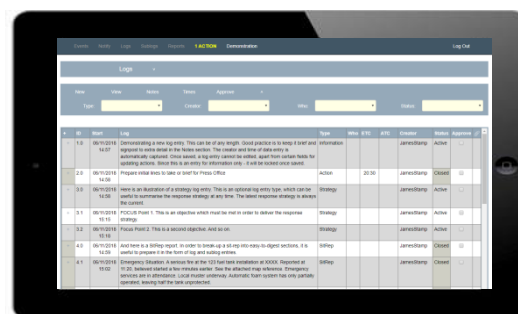 Events Notify Logs Settings Reports 1 ACTION Demonstration Log Out
Logs
New View Notes Taken Approve
Type Creator Who Status
ID Start Log Type Who ETC ATC Creator Status Approve
1.0 06/11/2018 Demonstrating a new log entry. This can be of any length. Good practice is to keep it brief and Information JamesStamp Active
14:57 signpost to extra detail in the Notes section. The creator and time of data entry is
automatically captured. Once saved, a log entry cannot be edited, apart from certain fields for
updating actions. Since this is an entry for information only - it will be locked once saved.
2.0 06/11/2018 Prepare initial lines to take or brief for Press Office Action 20:30 JamesStamp Closed
14:58
3.0 06/11/2018 Here is an illustration of a strategy log entry. This is an optional log entry type, which can be Strategy JamesStamp Active
14:59 useful to summarise the response strategy at any time. The latest response strategy is always
the current.
3.1 06/11/2018 FOCUS Point 1. This is an objective which must be met in order to deliver the response Strategy JamesStamp Active
15:15 strategy.
3.2 06/11/2018 Focus Point 2. This is a second objective. And so on. Strategy JamesStamp Active
15:16
4.0 06/11/2018 And here is a SitRep report. In order to break-up a sit-rep into easy-to-digest sections, it is SitRep JamesStamp Closed
14:59 useful to prepare it in the form of log and sublog entries.
4.1 06/11/2018 Emergency Situation. A serious fire at the 123 fuel tank installation at XXXX. Reported at SitRep JamesStamp Closed
15:02 11:20, believed started a few minutes earlier. See the attached map reference. Emergency
services are in attendance. Local Insider underway. Automatic foam system has only partially
operated, leaving half the tank unprotected.